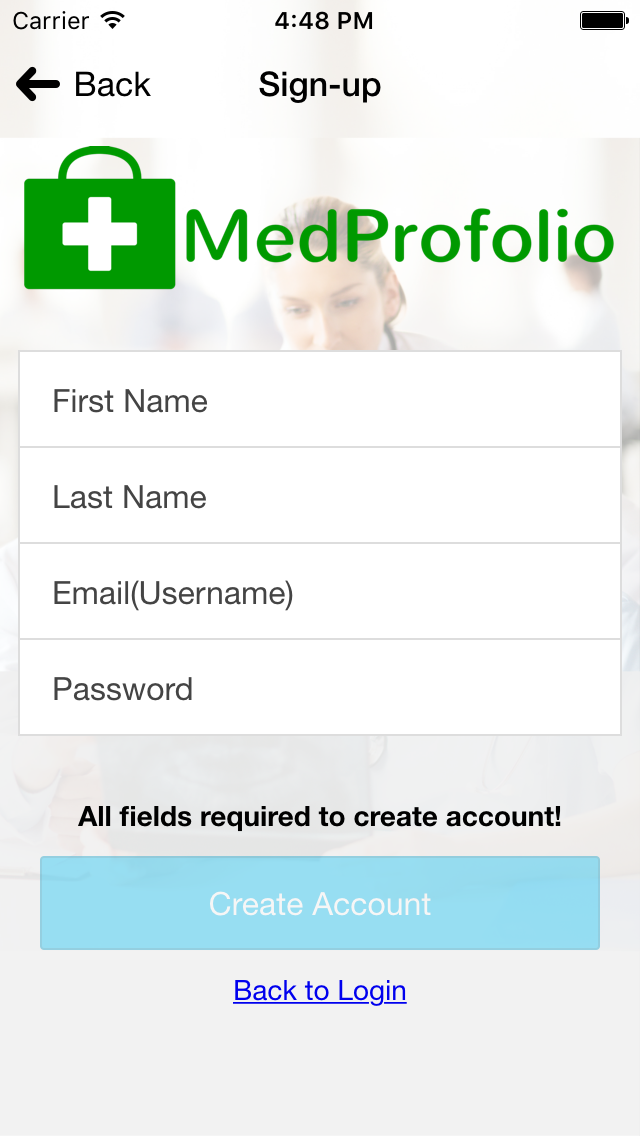 Carrier 4:48 PM
Back Sign-up
MedProfolio
First Name
Last Name
Email(Username)
Password
All fields required to create account!
Create Account
Back to Login